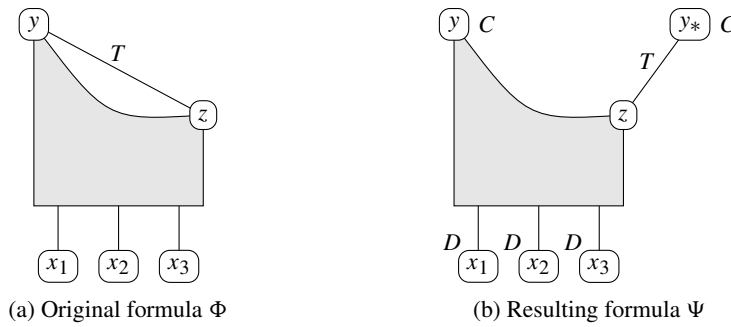 y
T
z
x₁ x₂ x₃
(a) Original formula Φ
y C
y* C
T
z
D D D
x₁ x₂ x₃
(b) Resulting formula Ψ